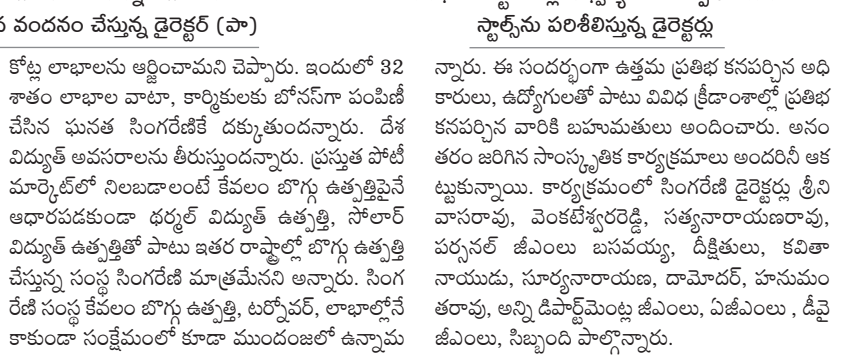 వందనం చేస్తున్న డైరెక్టర్ (పా)
కోట్ల లాభాలను ఆర్జించామని చెప్పారు. ఇందులో 32
శాతం లాభాల వాటా, కార్మికులకు బోనస్‌గా పంపిణీ
చేసిన ఘనత సింగరేణికే దక్కుతుందన్నారు. దేశ
విద్యుత్ అవసరాలను తీరుస్తుందన్నారు. ప్రస్తుత పోటీ
మార్కెట్‌లో నిలబడాలంటే కేవలం బొగ్గు ఉత్పత్తిపైనే
ఆధారపడకుండా థర్మల్ విద్యుత్ ఉత్పత్తి, సోలార్
విద్యుత్ ఉత్పత్తితో పాటు ఇతర రాష్ట్రాల్లో బొగ్గు ఉత్పత్తి
చేస్తున్న సంస్థ సింగరేణి మాత్రమేనని అన్నారు. సింగ
రేణి సంస్థ కేవలం బొగ్గు ఉత్పత్తి, టర్నోవర్, లాభాల్లోనే
కాకుండా సంక్షేమంలో కూడా ముందంజలో ఉన్నామ
స్టాల్స్‌ను పరిశీలిస్తున్న డైరెక్టర్లు
న్నారు. ఈ సందర్భంగా ఉత్తమ ప్రతిభ కనపర్చిన అధి
కారులు, ఉద్యోగులతో పాటు వివిధ క్రీడాంశాల్లో ప్రతిభ
కనపర్చిన వారికి బహుమతులు అందించారు. అనం
తరం జరిగిన సాంస్కృతిక కార్యక్రమాలు అందరినీ ఆక
ట్టుకున్నాయి. కార్యక్రమంలో సింగరేణి డైరెక్టర్లు శ్రీని
వాసరావు, వెంకటేశ్వరరెడ్డి, సత్యనారాయణరావు,
పర్సనల్ జీఎంలు బసవయ్య, దీక్షితులు, కవితా
నాయుడు, సూర్యనారాయణ, దామోదర్, హనుమం
తరావు, అన్ని డిపార్ట్‌మెంట్ల జీఎంలు, ఏజీఎంలు , డీవై
జీఎంలు, సిబ్బంది పాల్గొన్నారు.